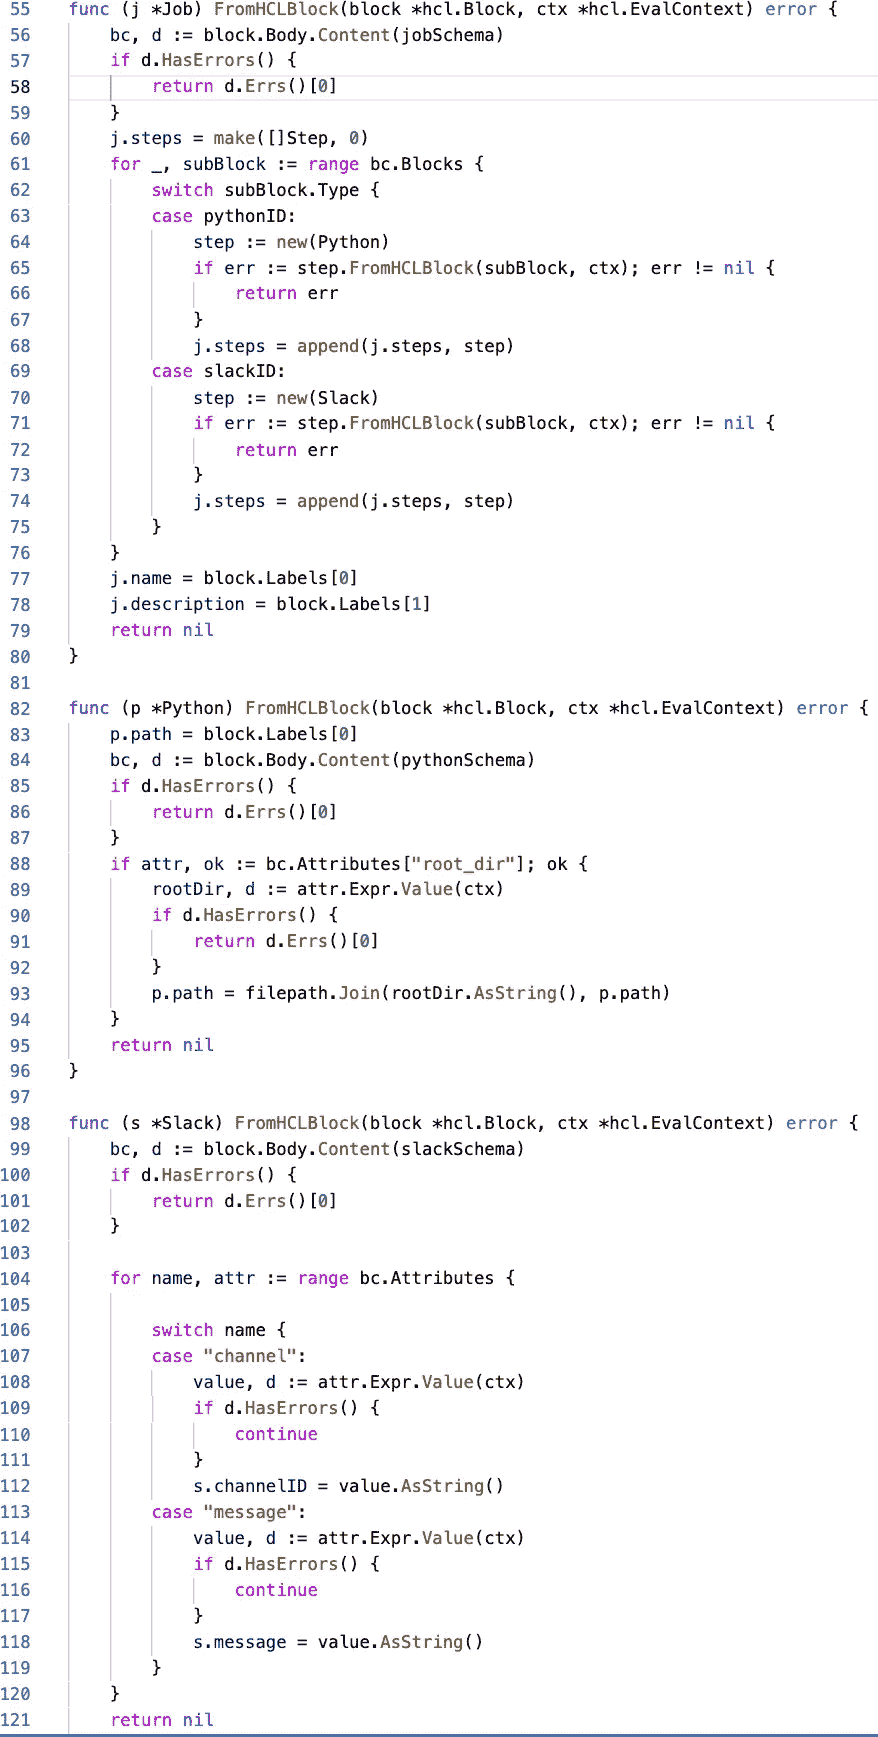 55 func (j *Job) FromHCLBlock(block *hcl.Block, ctx *hcl.EvalContext) error {
56     bc, d := block.Body.Content(jobSchema)
57     if d.HasErrors() {
58         return d.Errs()[0]
59     }
60     j.steps = make([]Step, 0)
61     for _, subBlock := range bc.Blocks {
62         switch subBlock.Type {
63         case pythonID:
64             step := new(Python)
65             if err := step.FromHCLBlock(subBlock, ctx); err != nil {
66                 return err
67             }
68             j.steps = append(j.steps, step)
69         case slackID:
70             step := new(Slack)
71             if err := step.FromHCLBlock(subBlock, ctx); err != nil {
72                 return err
73             }
74             j.steps = append(j.steps, step)
75         }
76     }
77     j.name = block.Labels[0]
78     j.description = block.Labels[1]
79     return nil
80 }
81
82 func (p *Python) FromHCLBlock(block *hcl.Block, ctx *hcl.EvalContext) error {
83     p.path = block.Labels[0]
84     bc, d := block.Body.Content(pythonSchema)
85     if d.HasErrors() {
86         return d.Errs()[0]
87     }
88     if attr, ok := bc.Attributes["root_dir"]; ok {
89         rootDir, d := attr.Expr.Value(ctx)
90         if d.HasErrors() {
91             return d.Errs()[0]
92         }
93         p.path = filepath.Join(rootDir.AsString(), p.path)
94     }
95     return nil
96 }
97
98 func (s *Slack) FromHCLBlock(block *hcl.Block, ctx *hcl.EvalContext) error {
99     bc, d := block.Body.Content(slackSchema)
100     if d.HasErrors() {
101         return d.Errs()[0]
102     }
103
104     for name, attr := range bc.Attributes {
105
106         switch name {
107         case "channel":
108             value, d := attr.Expr.Value(ctx)
109             if d.HasErrors() {
110                 continue
111             }
112             s.channelID = value.AsString()
113         case "message":
114             value, d := attr.Expr.Value(ctx)
115             if d.HasErrors() {
116                 continue
117             }
118             s.message = value.AsString()
119         }
120     }
121     return nil